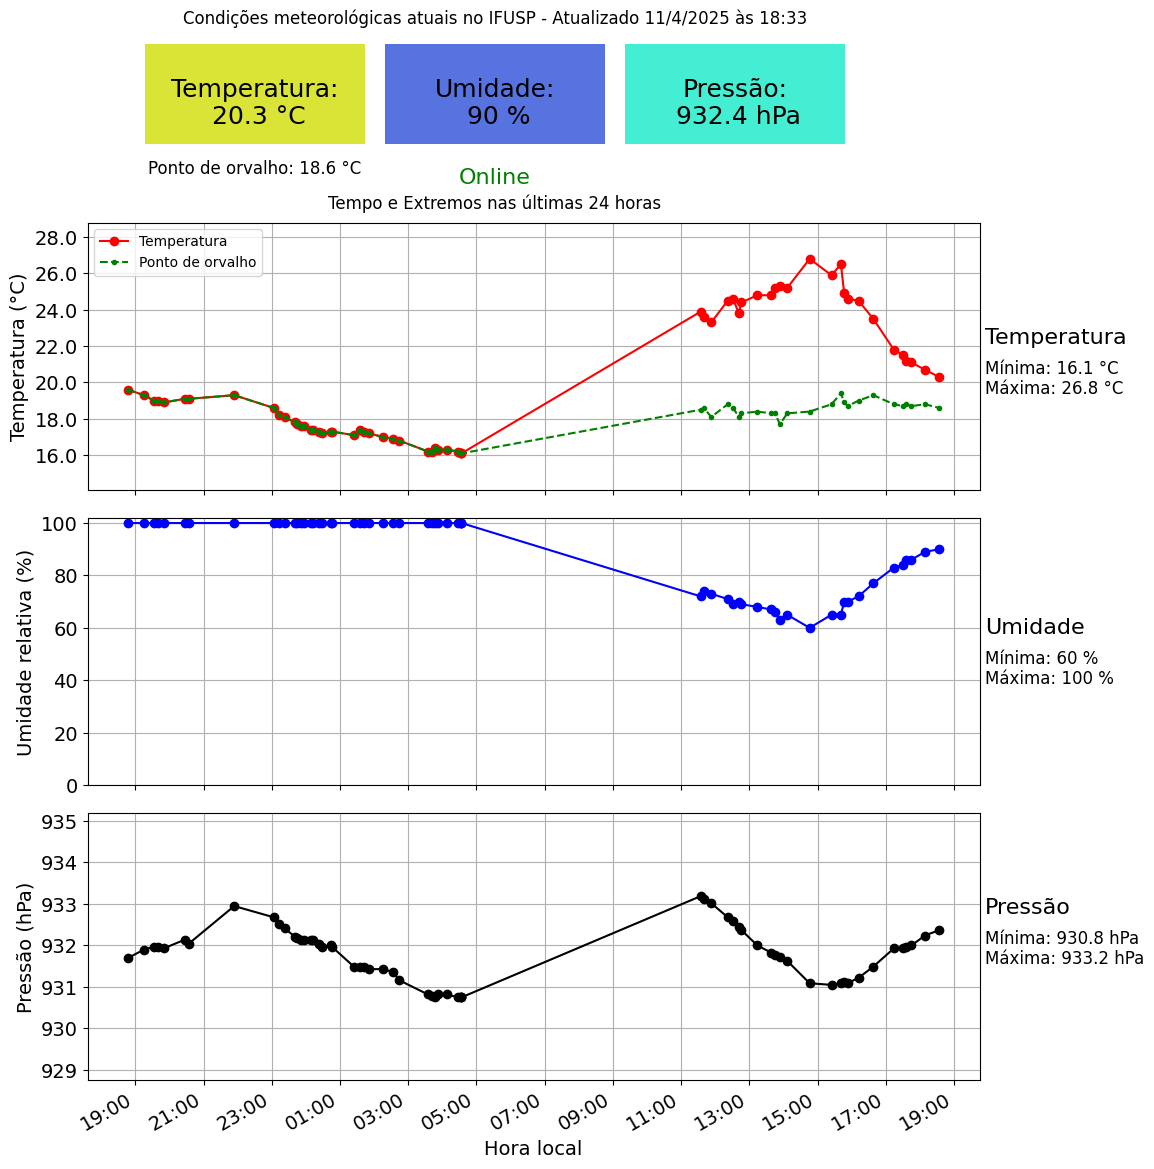 Condições meteorológicas atuais no IFUSP - Atualizado 11/4/2025 às 18:33
Temperatura:
20.3 °C
Umidade:
90 %
Pressão:
932.4 hPa
Ponto de orvalho: 18.6 °C
Online
Tempo e Extremos nas últimas 24 horas
Temperatura (°C)
28.0
26.0
24.0
22.0
20.0
18.0
16.0
Temperatura
Ponto de orvalho
Temperatura
Mínima: 16.1 °C
Máxima: 26.8 °C
Umidade relativa (%)
100
80
60
40
20
0
Umidade
Mínima: 60 %
Máxima: 100 %
Pressão (hPa)
935
934
933
932
931
930
929
Pressão
Mínima: 930.8 hPa
Máxima: 933.2 hPa
19:00
21:00
23:00
01:00
03:00
05:00
07:00
09:00
11:00
13:00
15:00
17:00
19:00
Hora local